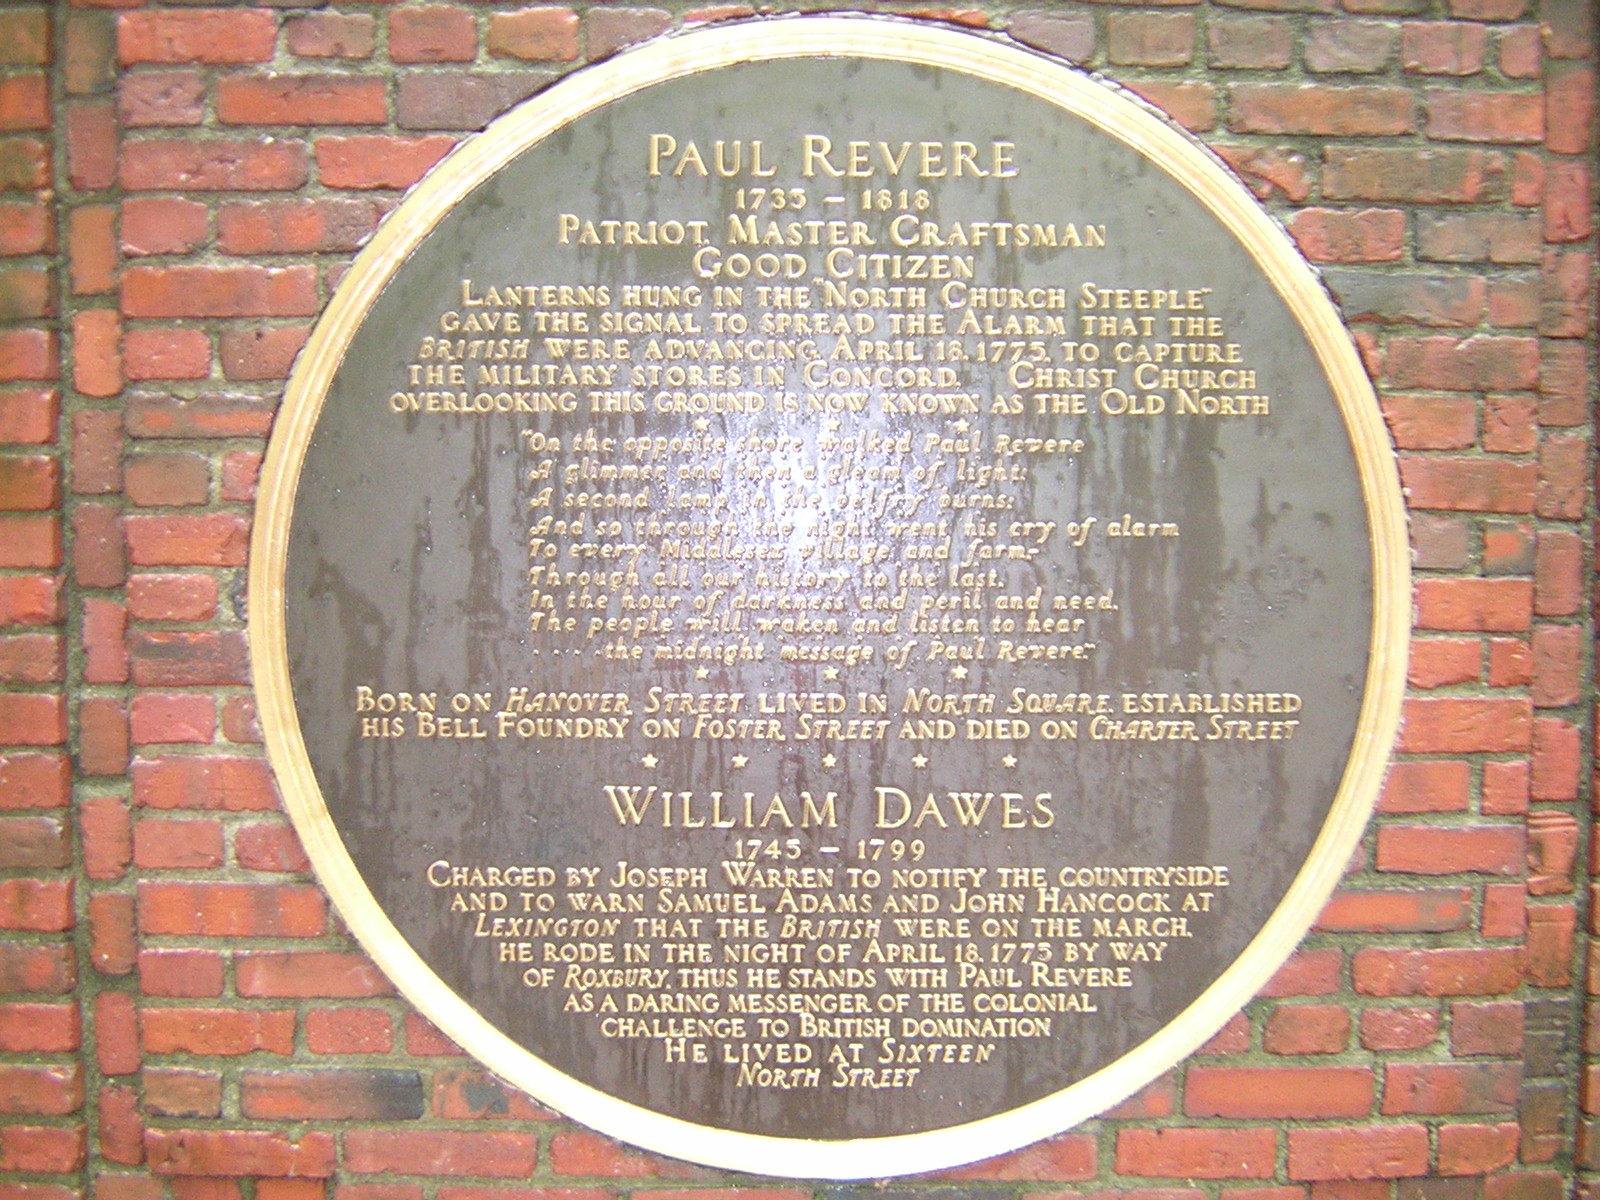 PAUL REVERE
1735 – 1818
PATRIOT, MASTER CRAFTSMAN
GOOD CITIZEN
LANTERNS HUNG IN THE "NORTH CHURCH STEEPLE"
GAVE THE SIGNAL TO SPREAD THE ALARM THAT THE
BRITISH WERE ADVANCING, APRIL 18, 1775, TO CAPTURE
THE MILITARY STORES IN CONCORD. CHRIST CHURCH
OVERLOOKING THIS GROUND IS NOW KNOWN AS THE OLD NORTH
"On the opposite shore walked Paul Revere
A glimmer, and then a gleam of light:
A second lamp in the belfry burns:
And so through the night went his cry of alarm
To every Middlesex village and farm,-
Through all our history, to the last,
In the hour of darkness and peril and need,
The people will waken and listen to hear
. . . . . the midnight message of Paul Revere."
BORN ON HANOVER STREET, LIVED IN NORTH SQUARE, ESTABLISHED
HIS BELL FOUNDRY ON FOSTER STREET AND DIED ON CHARTER STREET
WILLIAM DAWES
1745 – 1799
CHARGED BY JOSEPH WARREN TO NOTIFY THE COUNTRYSIDE
AND TO WARN SAMUEL ADAMS AND JOHN HANCOCK AT
LEXINGTON THAT THE BRITISH WERE ON THE MARCH,
HE RODE IN THE NIGHT OF APRIL 18, 1775 BY WAY
OF ROXBURY, THUS HE STANDS WITH PAUL REVERE
AS A DARING MESSENGER OF THE COLONIAL
CHALLENGE TO BRITISH DOMINATION
HE LIVED AT SIXTEEN
NORTH STREET